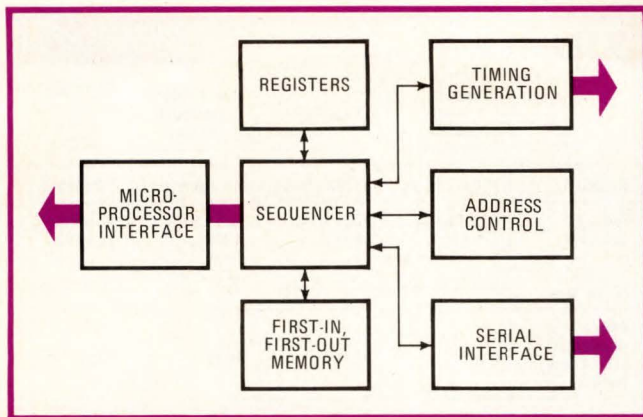 REGISTERS
TIMING
GENERATION
MICRO-
PROCESSOR
INTERFACE
SEQUENCER
ADDRESS
CONTROL
FIRST-IN,
FIRST-OUT
MEMORY
SERIAL
INTERFACE